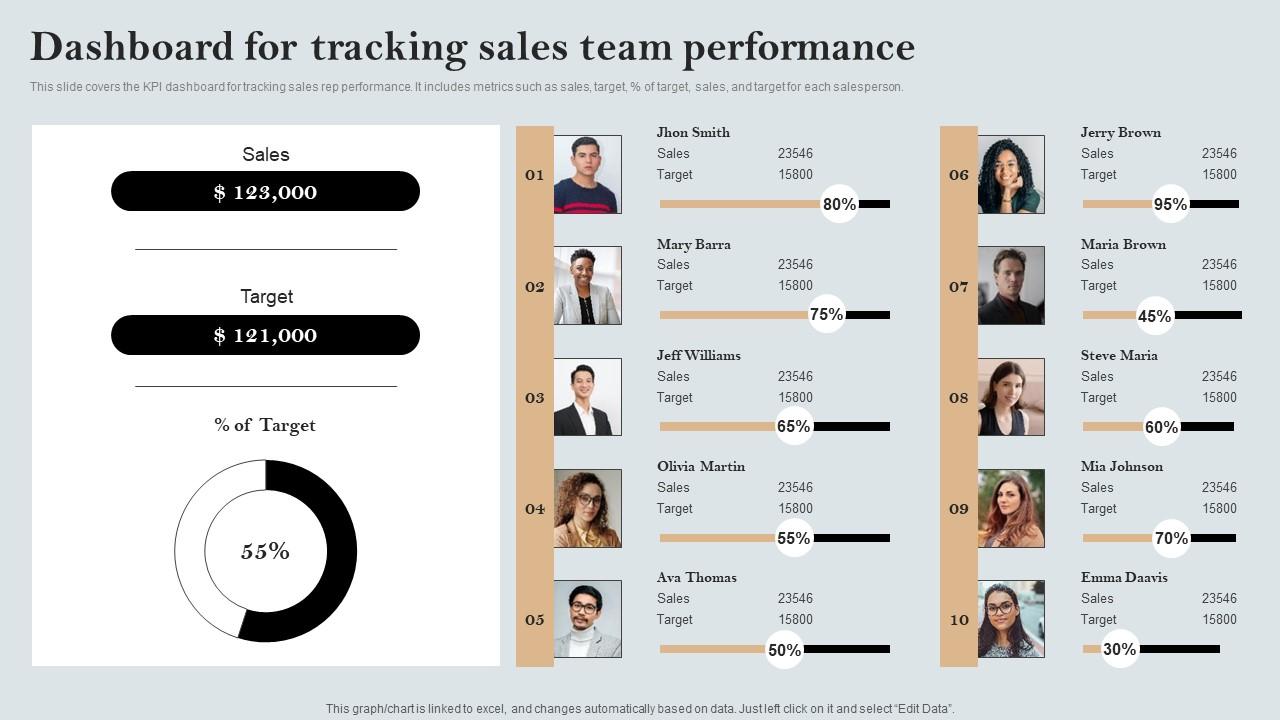 Dashboard for tracking sales team performance
This slide covers the KPI dashboard for tracking sales rep performance. It includes metrics such as sales, target, % of target, sales, and target for each salesperson.
Sales
$ 123,000
Target
$ 121,000
% of Target
55%
01
Jhon Smith
Sales 23546
Target 15800
80%
02
Mary Barra
Sales 23546
Target 15800
75%
03
Jeff Williams
Sales 23546
Target 15800
65%
04
Olivia Martin
Sales 23546
Target 15800
55%
05
Ava Thomas
Sales 23546
Target 15800
50%
06
Jerry Brown
Sales 23546
Target 15800
95%
07
Maria Brown
Sales 23546
Target 15800
45%
08
Steve Maria
Sales 23546
Target 15800
60%
09
Mia Johnson
Sales 23546
Target 15800
70%
10
Emma Daavis
Sales 23546
Target 15800
30%
This graph/chart is linked to excel, and changes automatically based on data. Just left click on it and select “Edit Data”.